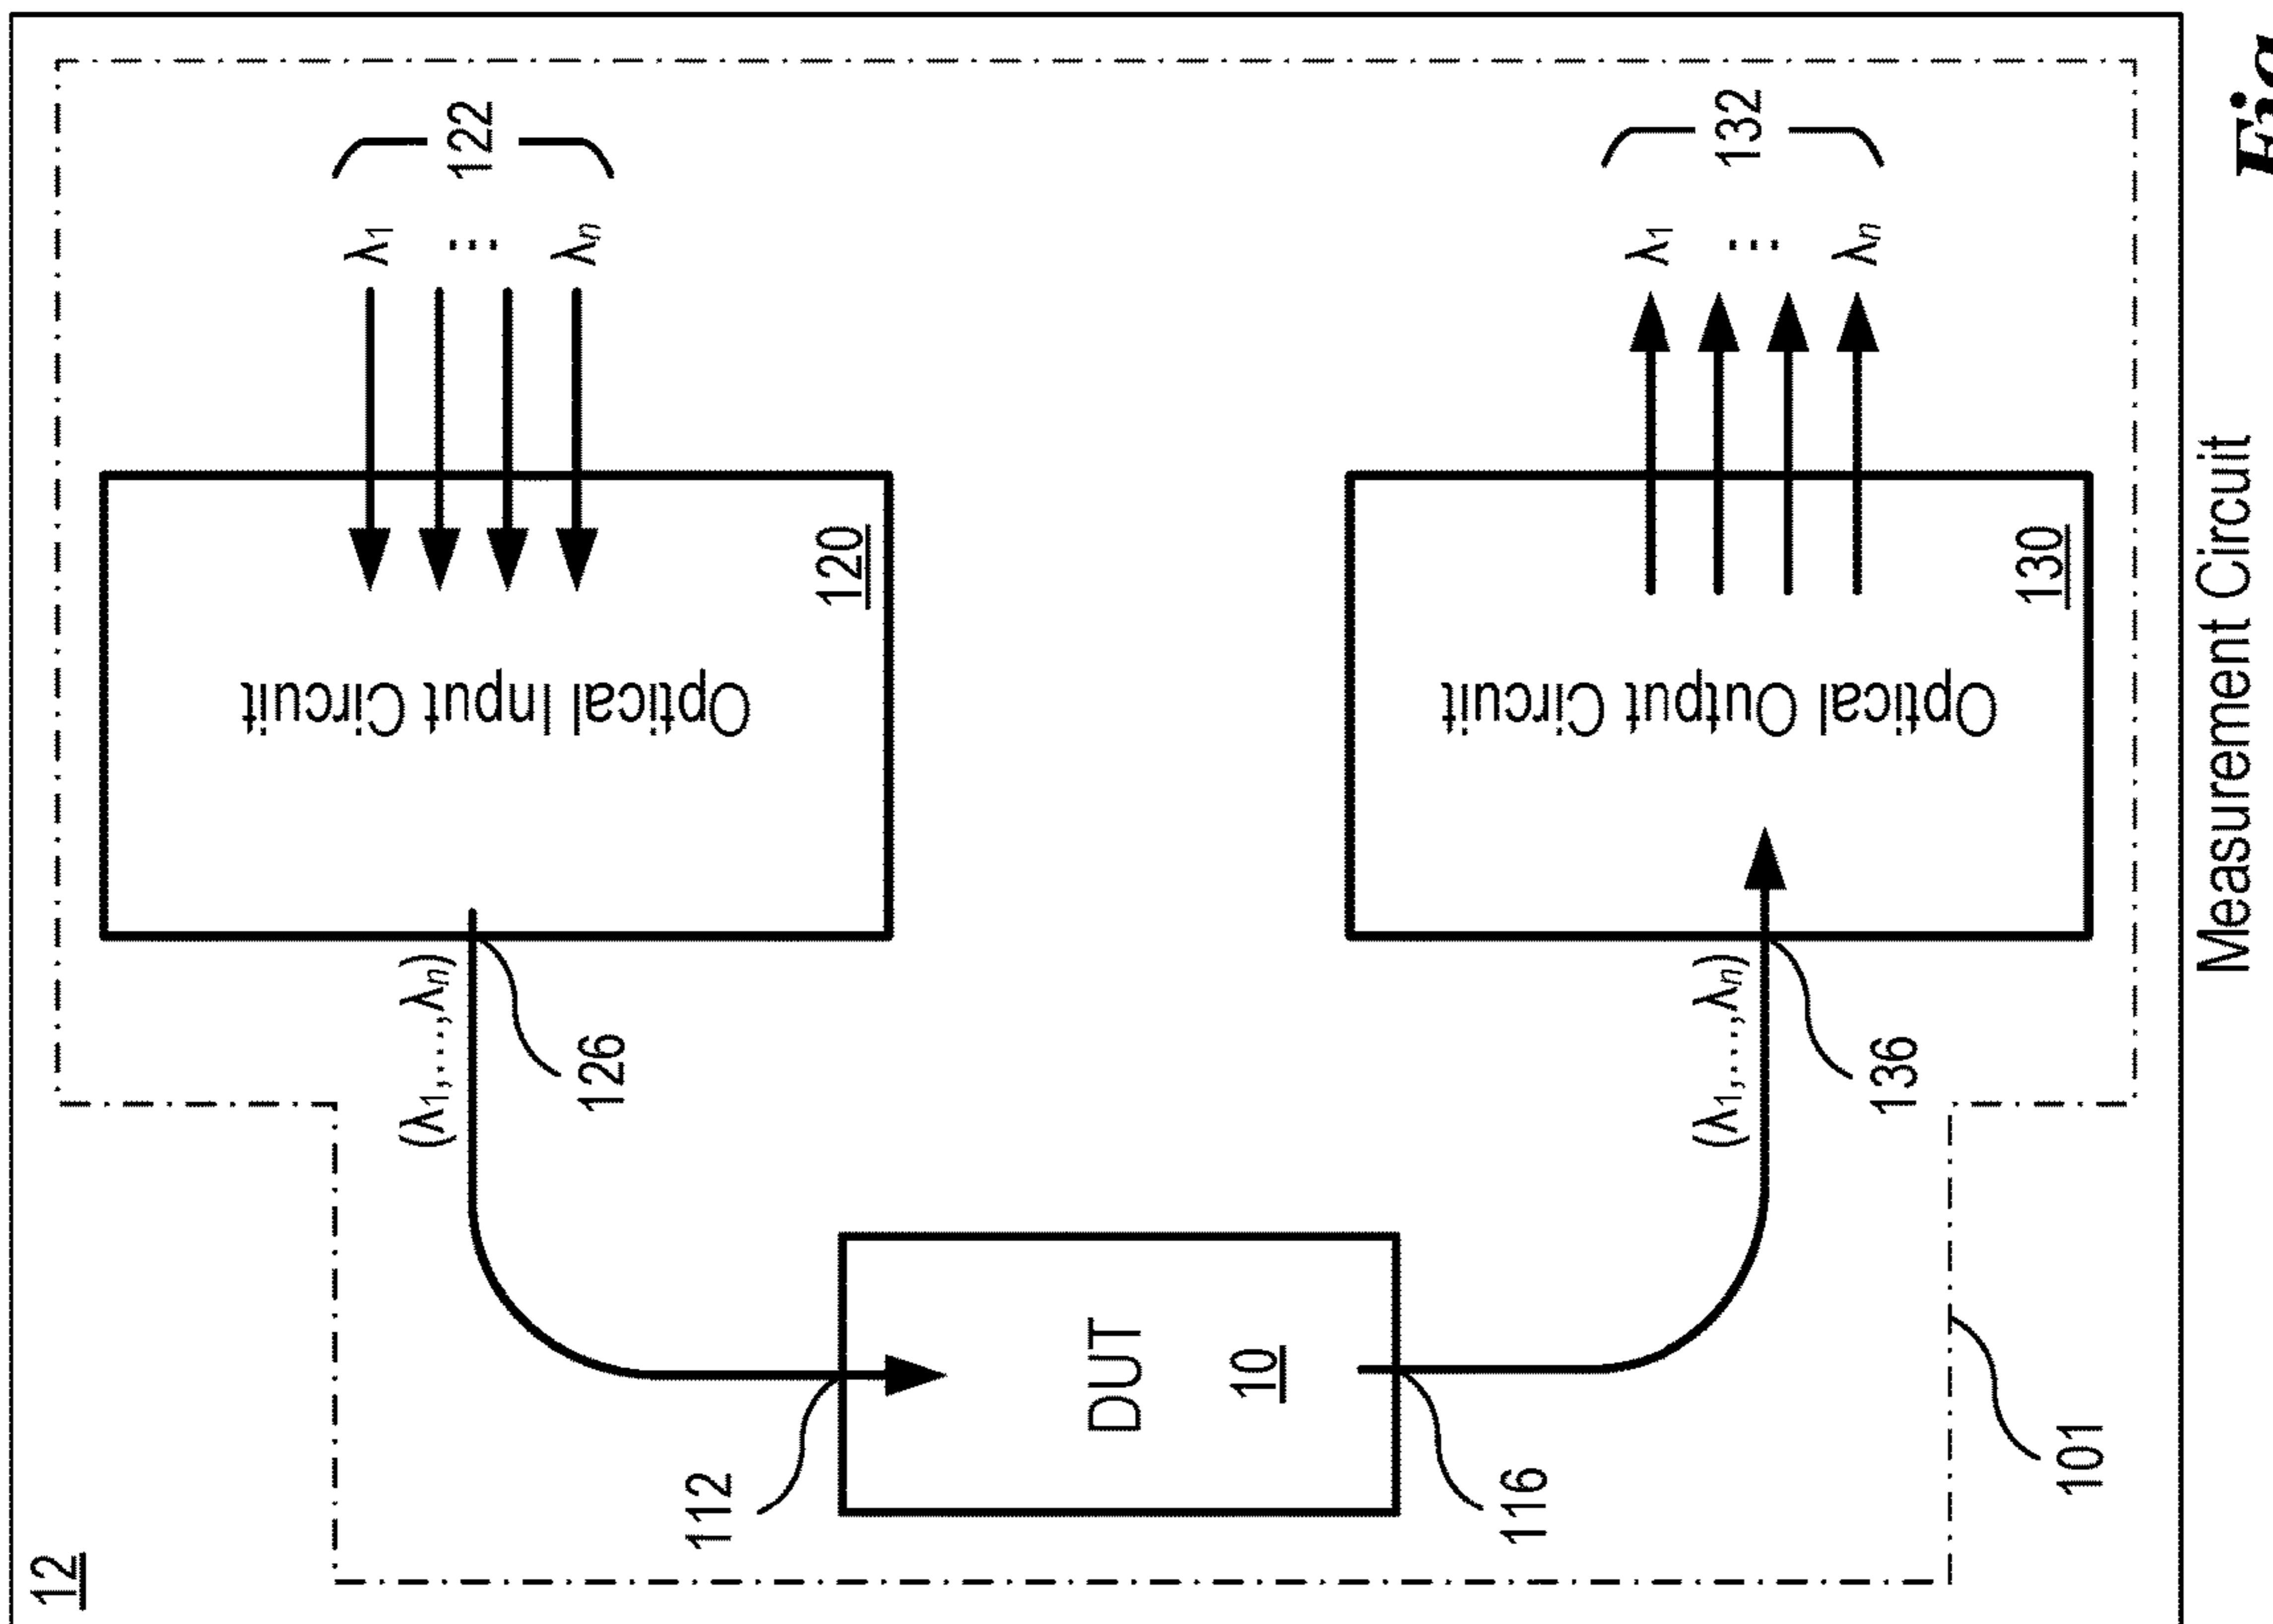 12
λ1
⋮
λn
122
Optical Input Circuit
120
(λ1,...,λn)
126
112
DUT
10
116
(λ1,...,λn)
136
Optical Output Circuit
130
λ1
⋮
λn
132
101
Measurement Circuit
Fig